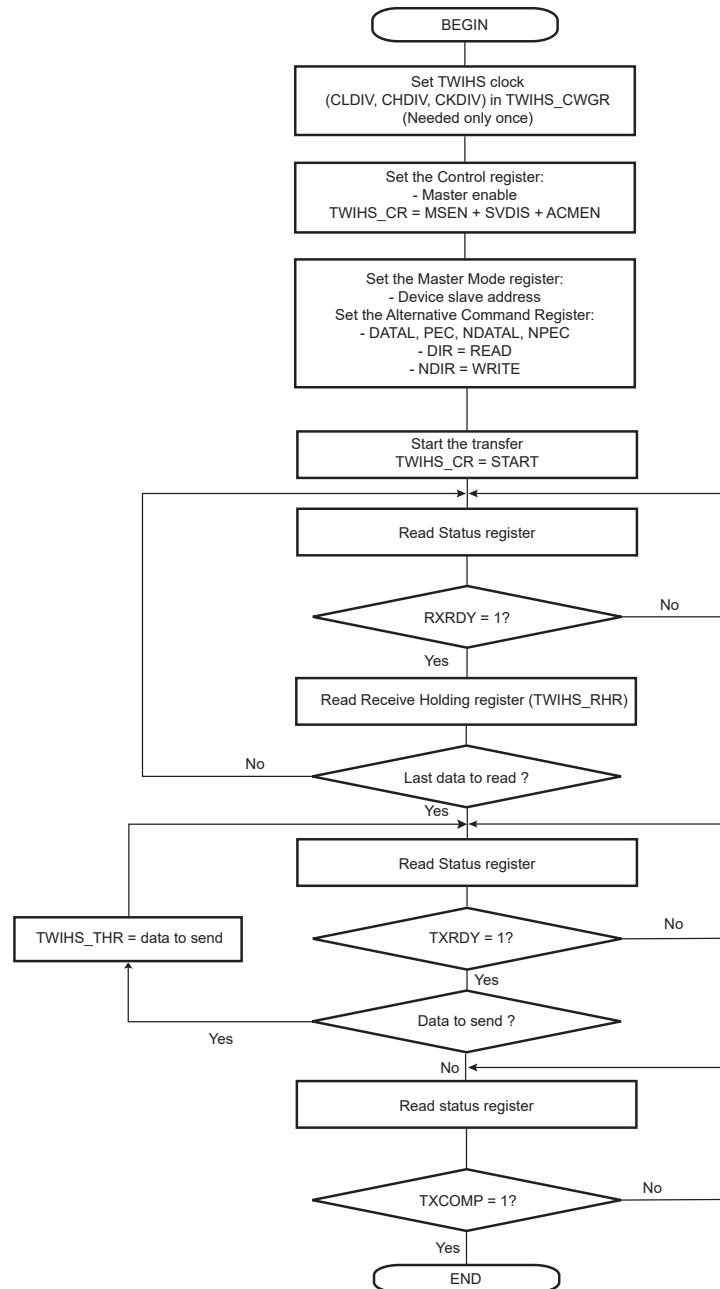 BEGIN
Set TWIHS clock
(CLDIV, CHDIV, CKDIV) in TWIHS_CWGR
(Needed only once)
Set the Control register:
- Master enable
TWIHS_CR = MSEN + SVDIS + ACMEN
Set the Master Mode register:
- Device slave address
Set the Alternative Command Register:
- DATAL, PEC, NDATAL, NPEC
- DIR = READ
- NDIR = WRITE
Start the transfer
TWIHS_CR = START
Read Status register
RXRDY = 1?
No
Yes
Read Receive Holding register (TWIHS_RHR)
No
Last data to read ?
Yes
Read Status register
TWIHS_THR = data to send
TXRDY = 1?
No
Yes
Data to send ?
Yes
No
Read status register
TXCOMP = 1?
No
Yes
END